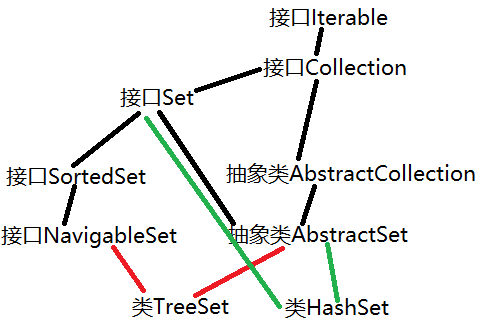 接口Iterable
接口Collection
接口Set
接口SortedSet
抽象类AbstractCollection
接口NavigableSet
抽象类AbstractSet
类TreeSet
类HashSet